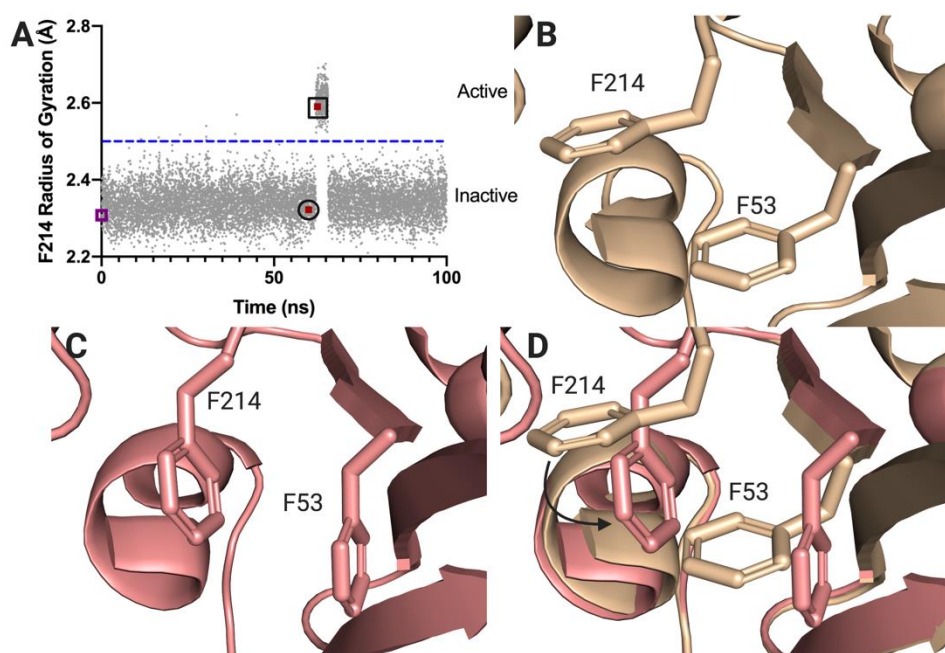 A
F214 Radius of Gyration (Å)
2.8
2.6
2.4
2.2
0
50
100
Time (ns)
Active
Inactive
B
F214
F53
C
F214
F53
D
F214
F53